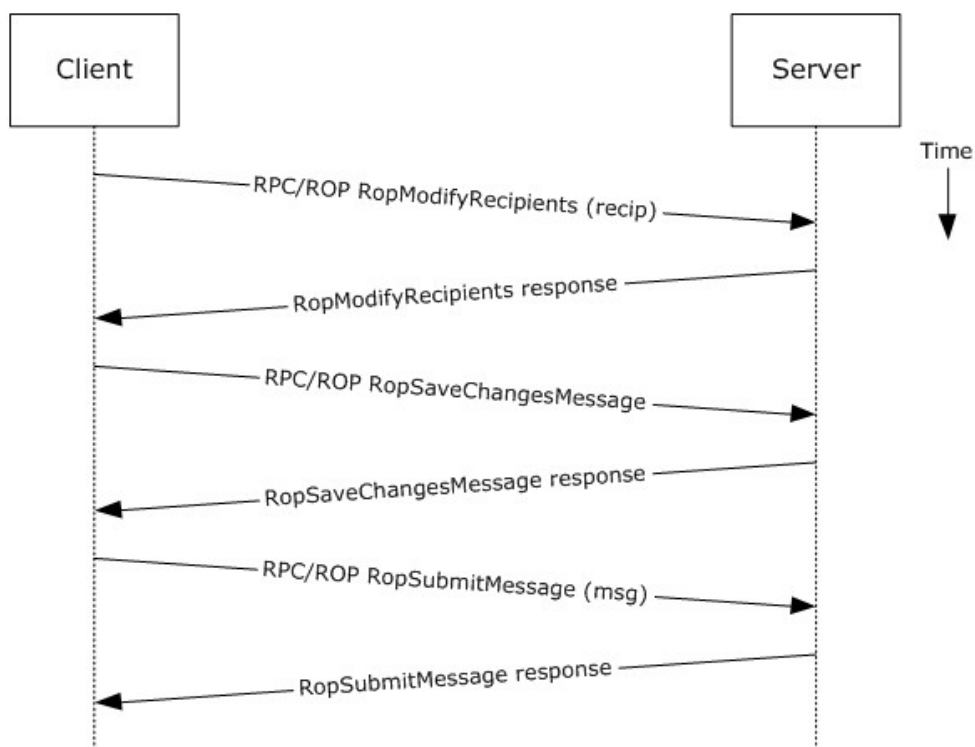 Client
Server
Time
RPC/ROP RopModifyRecipients (recip)
RopModifyRecipients response
RPC/ROP RopSaveChangesMessage
RopSaveChangesMessage response
RPC/ROP RopSubmitMessage (msg)
RopSubmitMessage response